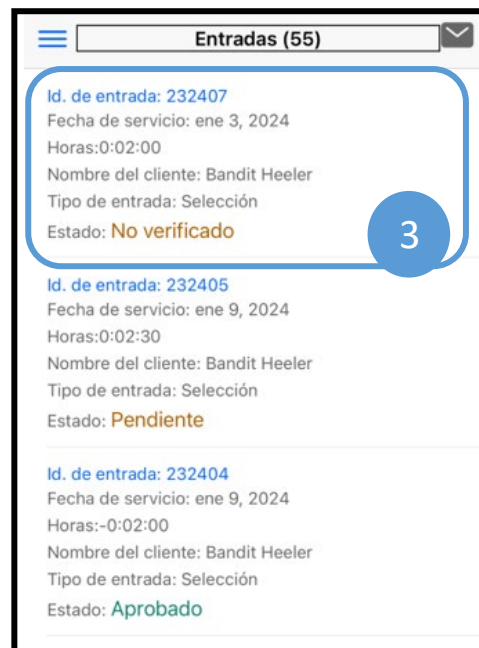 Entradas (55)
Id. de entrada: 232407
Fecha de servicio: ene 3, 2024
Horas:0:02:00
Nombre del cliente: Bandit Heeler
Tipo de entrada: Selección
Estado: No verificado
3
Id. de entrada: 232405
Fecha de servicio: ene 9, 2024
Horas:0:02:30
Nombre del cliente: Bandit Heeler
Tipo de entrada: Selección
Estado: Pendiente
Id. de entrada: 232404
Fecha de servicio: ene 9, 2024
Horas:-0:02:00
Nombre del cliente: Bandit Heeler
Tipo de entrada: Selección
Estado: Aprobado